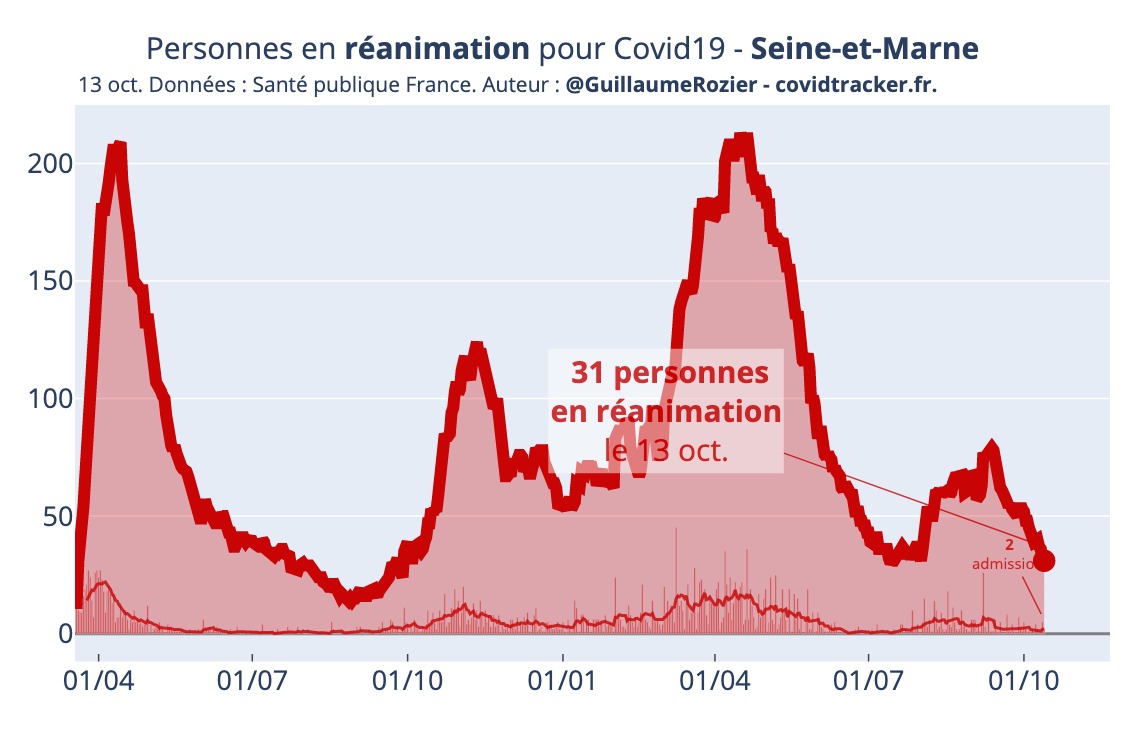 Personnes en réanimation pour Covid19 - Seine-et-Marne
13 oct. Données : Santé publique France. Auteur : @GuillaumeRozier - covidtracker.fr.
200
150
100
50
0
31 personnes
en réanimation
le 13 oct.
2
admissio
01/04
01/07
01/10
01/01
01/04
01/07
01/10